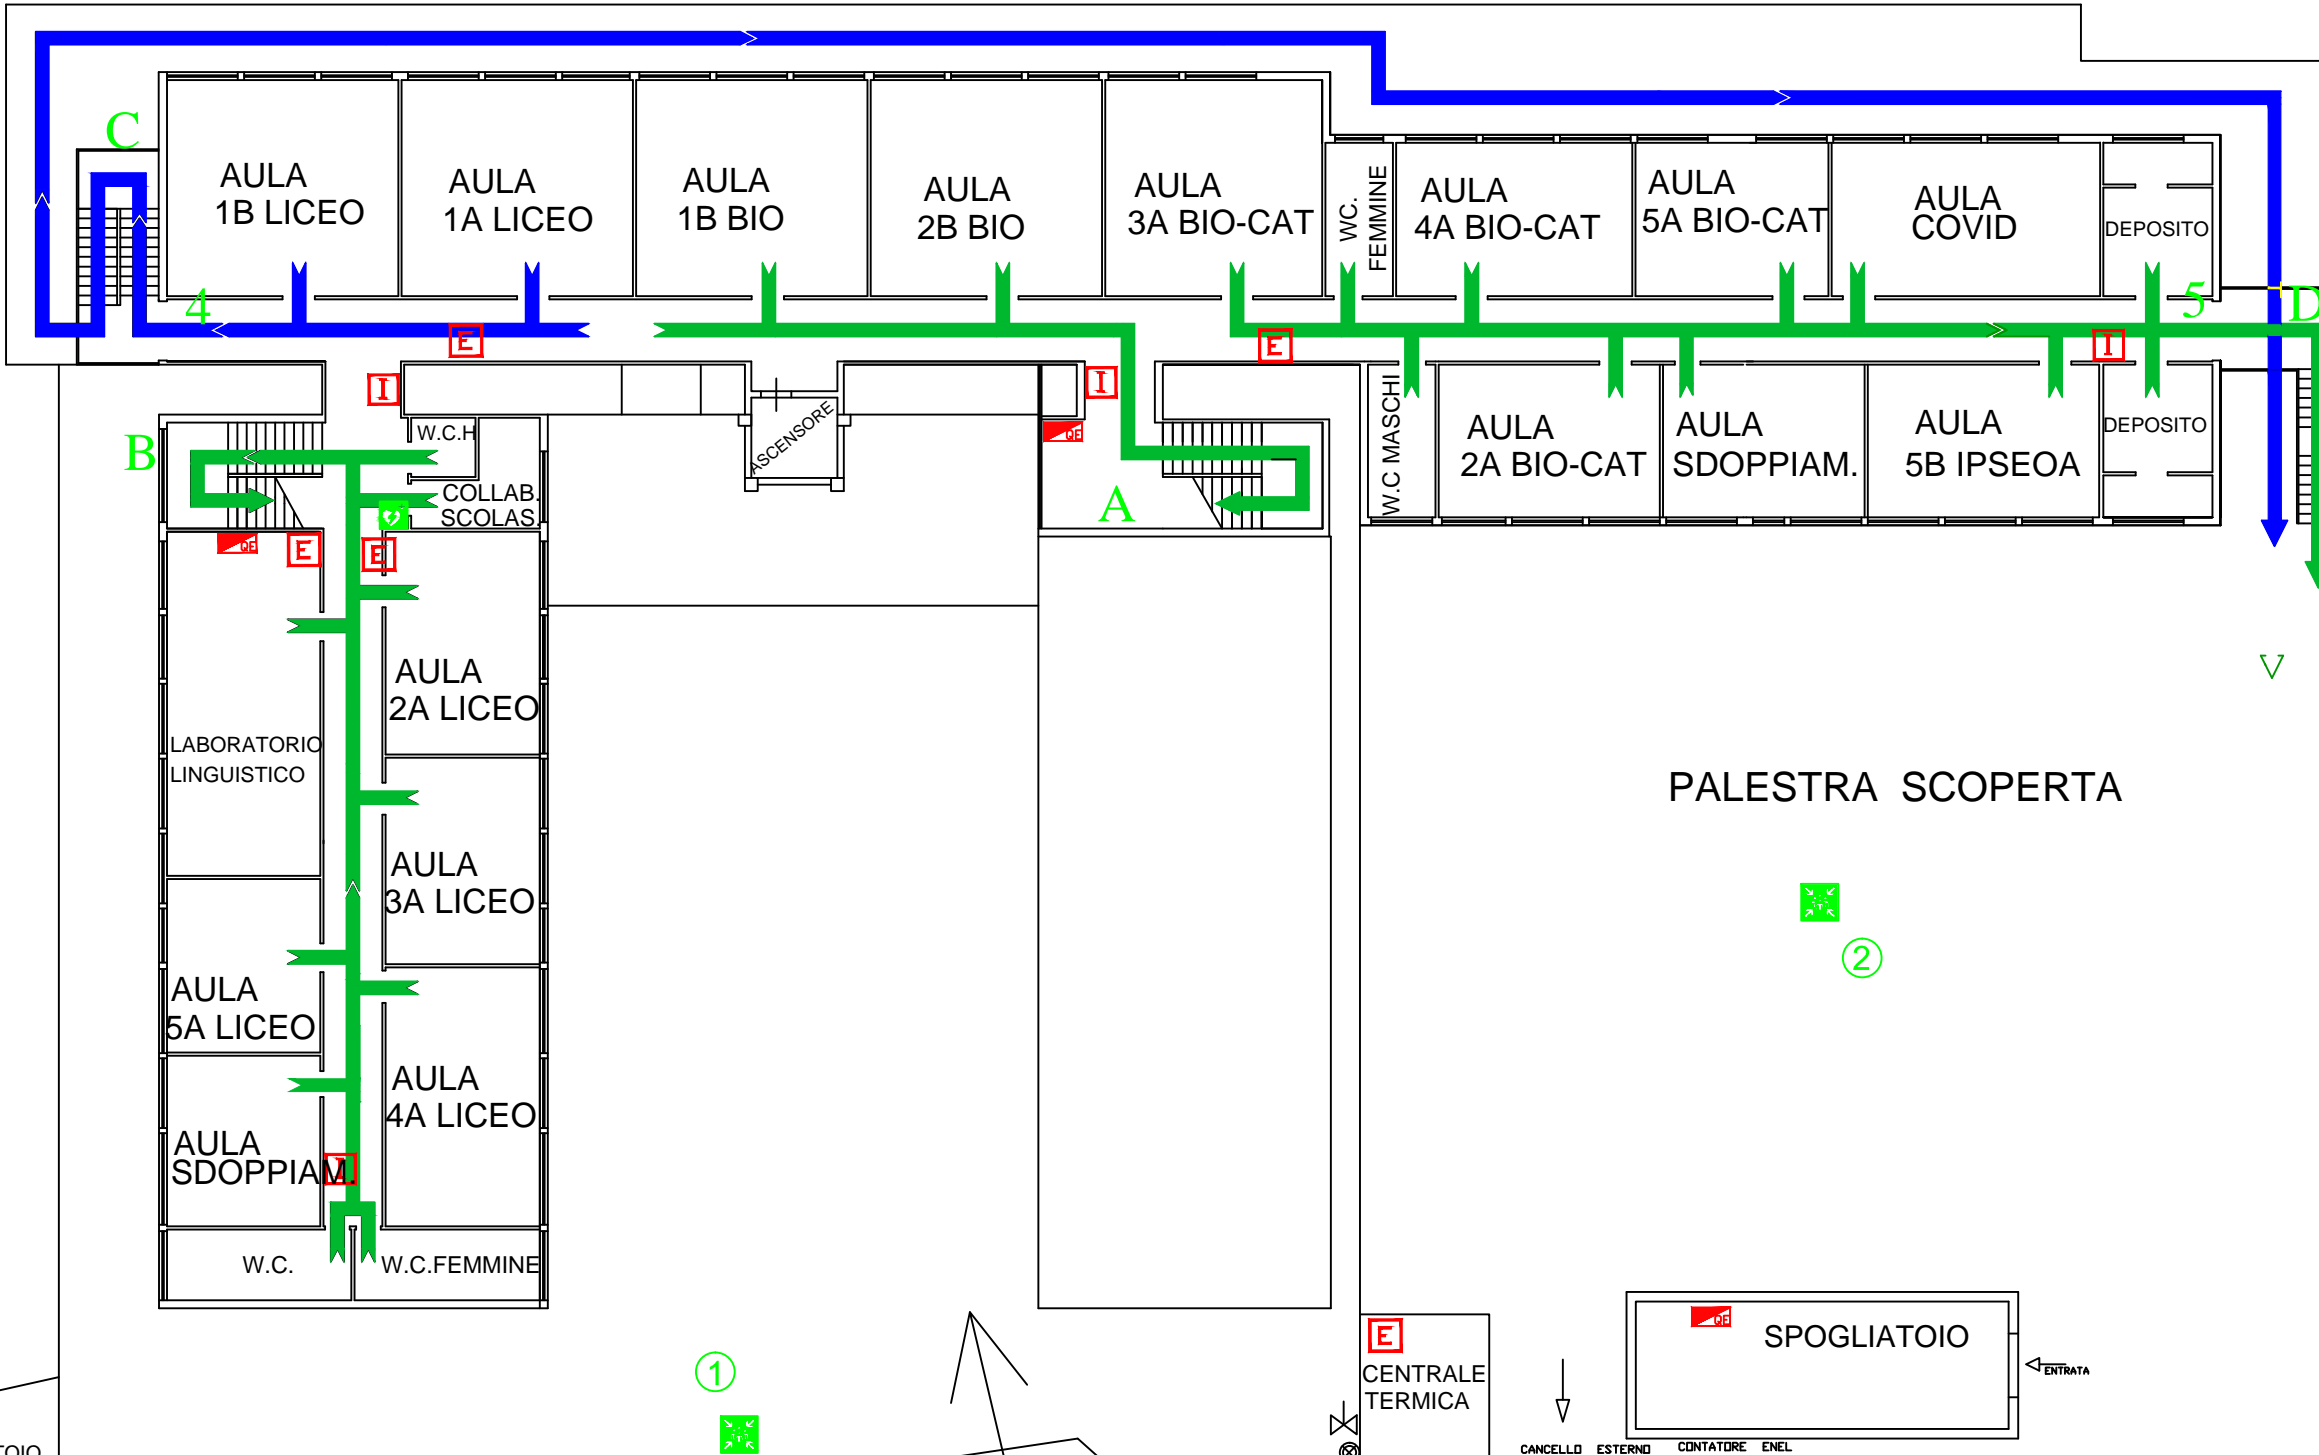 C
AULA
1B LICEO
AULA
1A LICEO
AULA
1B BIO
AULA
2B BIO
AULA
3A BIO-CAT
WC.
FEMMINE
AULA
4A BIO-CAT
AULA
5A BIO-CAT
AULA
COVID
DEPOSITO
4
5
D
E
E
I
I
I
B
W.C.H
COLLAB.
SCOLAS.
ASCENSORE
QE
A
W.C MASCHI
AULA
2A BIO-CAT
AULA
SDOPPIAM.
AULA
5B IPSEOA
DEPOSITO
QE
E
E
AULA
2A LICEO
LABORATORIO
LINGUISTICO
PALESTRA SCOPERTA
AULA
3A LICEO
2
AULA
5A LICEO
AULA
4A LICEO
AULA
SDOPPIAM.
I
W.C.
W.C.FEMMINE
1
E
CENTRALE
TERMICA
QE
SPOGLIATOIO
ENTRATA
CANCELLO ESTERNO
CONTATORE ENEL